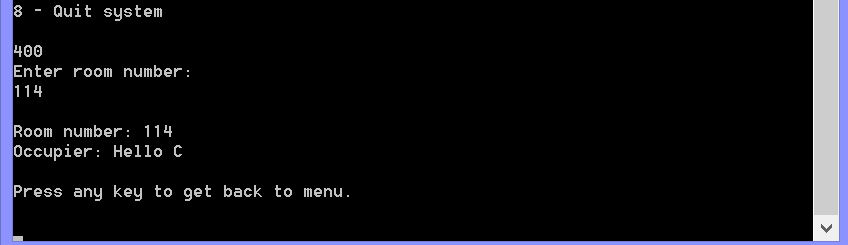 8 - Quit system
400
Enter room number:
114
Room number: 114
Occupier: Hello C
Press any key to get back to menu.